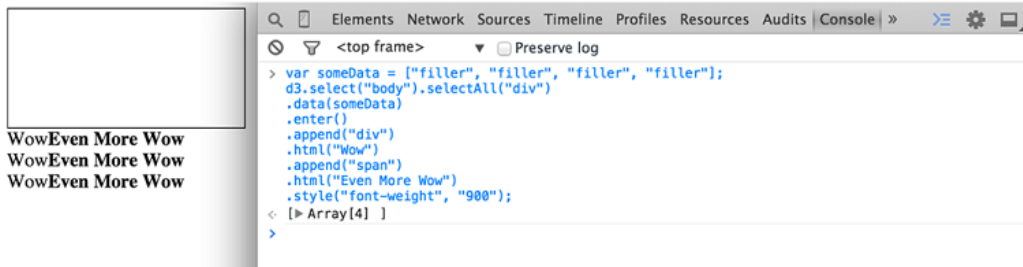 Elements Network Sources Timeline Profiles Resources Audits Console »
<top frame> ▼ Preserve log
WowEven More Wow
WowEven More Wow
WowEven More Wow
> var someData = ["filler", "filler", "filler", "filler"];
d3.select("body").selectAll("div")
.data(someData)
.enter()
.append("div")
.html("Wow")
.append("span")
.html("Even More Wow")
.style("font-weight", "900");
[▶ Array[4] ]
>